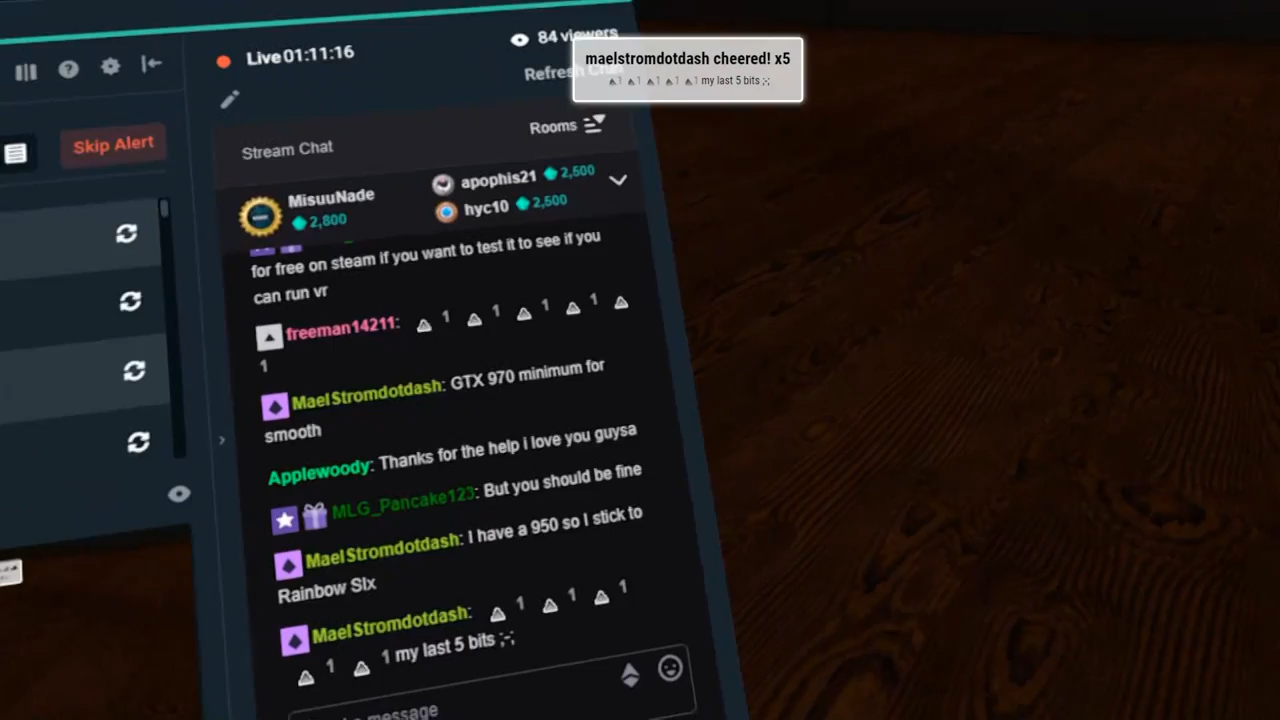 Live 01:11:16
84 viewers
maelstromdotdash cheered! x5
1 1 1 1 1 my last 5 bits ;-;
Refresh
Skip Alert
Rooms
Stream Chat
MisuuNade
2,800
apophis21 2,500
hyc10 2,500
for free on steam if you want to test it to see if you
can run vr
freeman14211: 1 1 1 1
1
MaelStromdotdash: GTX 970 minimum for
smooth
Applewoody: Thanks for the help i love you guysa
MLG_Pancake123: But you should be fine
MaelStromdotdash: I have a 950 so I stick to
Rainbow SIx
MaelStromdotdash: 1 1 1
1 1 my last 5 bits ;-;
a message